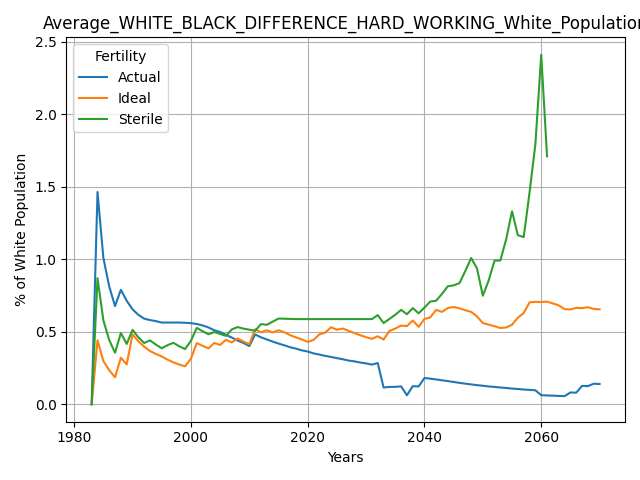 Average_WHITE_BLACK_DIFFERENCE_HARD_WORKING_White_Population
Fertility
Actual
Ideal
Sterile
% of White Population
2.5
2.0
1.5
1.0
0.5
0.0
1980 2000 2020 2040 2060
Years